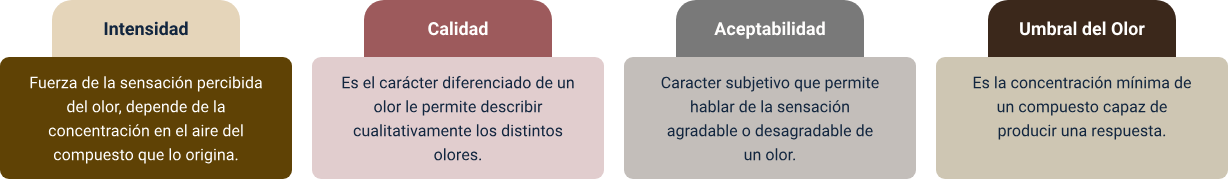 Intensidad
Fuerza de la sensación percibida
del olor, depende de la
concentración en el aire del
compuesto que lo origina.
Calidad
Es el carácter diferenciado de un
olor le permite describir
cualitativamente los distintos
olores.
Aceptabilidad
Caracter subjetivo que permite
hablar de la sensación
agradable o desagradable de
un olor.
Umbral del Olor
Es la concentración mínima de
un compuesto capaz de
producir una respuesta.